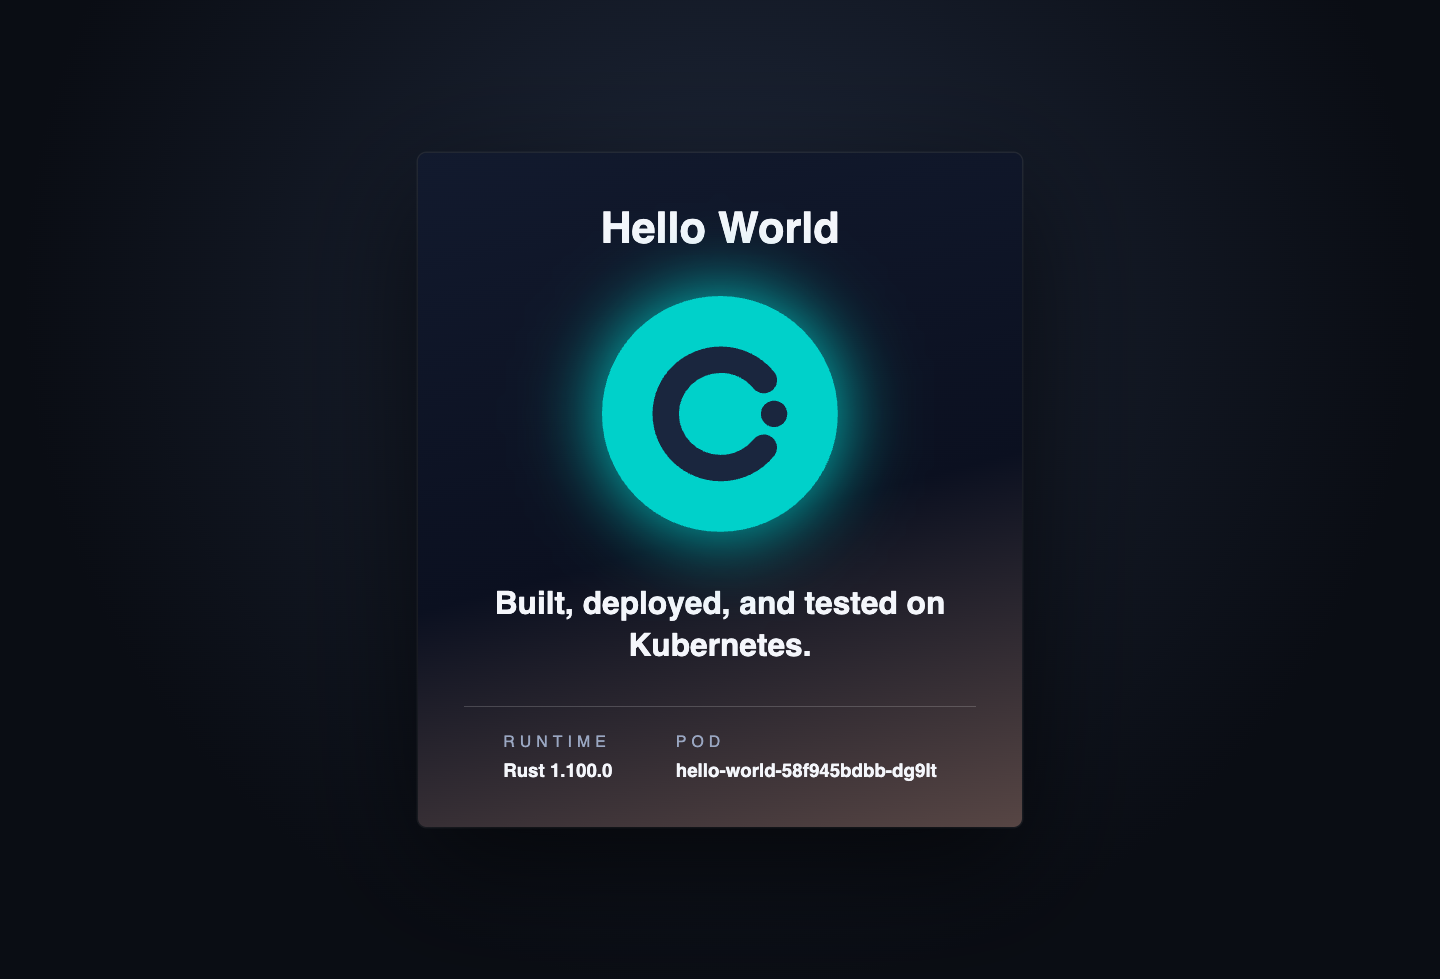 Hello World
Built, deployed, and tested on
Kubernetes.
RUNTIME
Rust 1.100.0
POD
hello-world-58f945bdbb-dg9lt